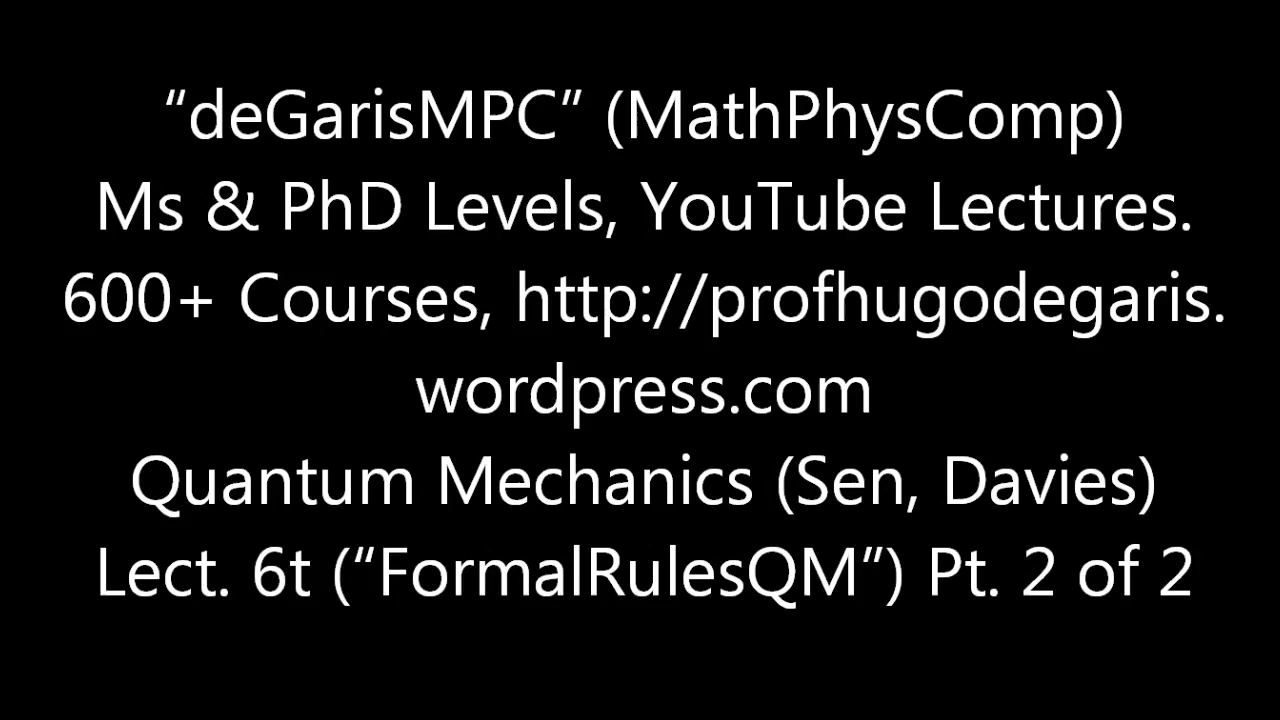 “deGarisMPC” (MathPhysComp)
Ms & PhD Levels, YouTube Lectures.
600+ Courses, http://profhugodegaris.
wordpress.com
Quantum Mechanics (Sen, Davies)
Lect. 6t (“FormalRulesQM”) Pt. 2 of 2